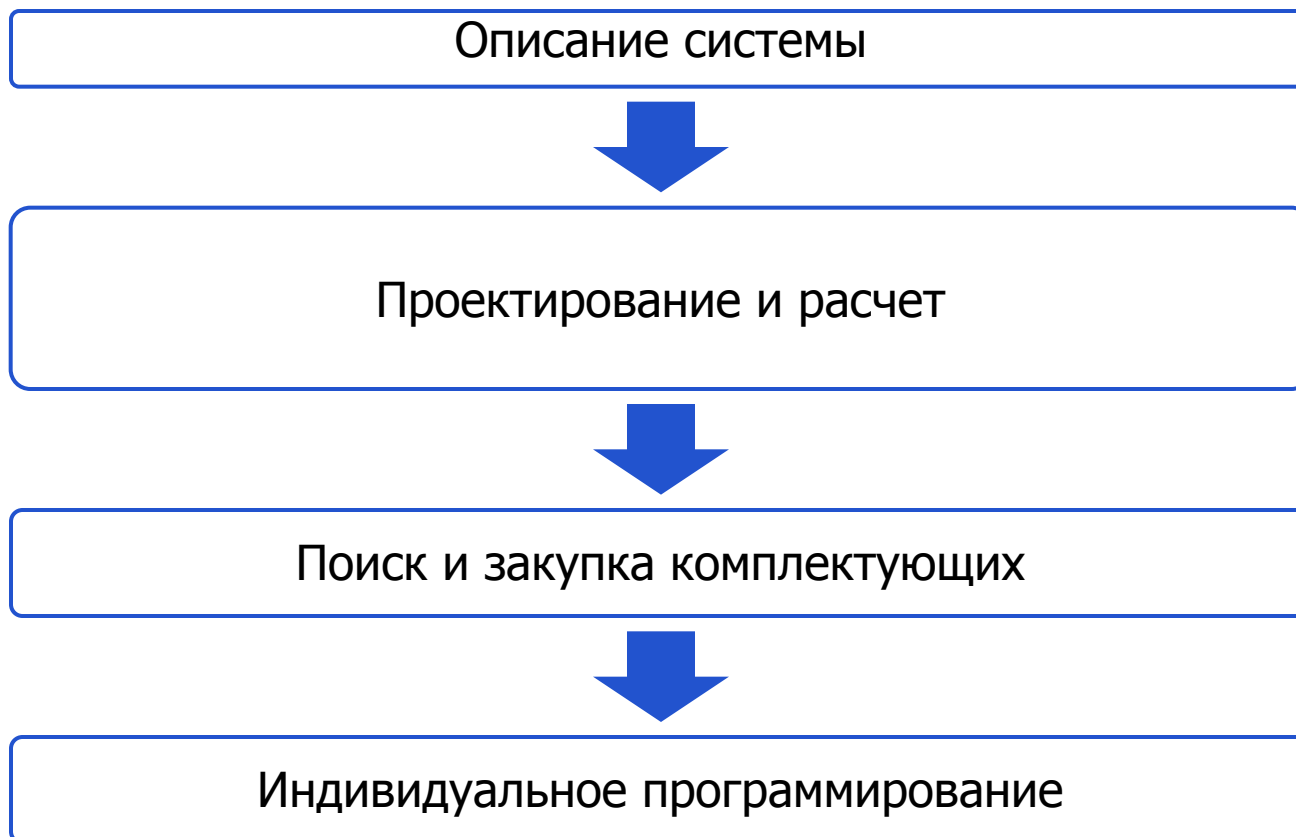 Описание системы
Проектирование и расчет
Поиск и закупка комплектующих
Индивидуальное программирование